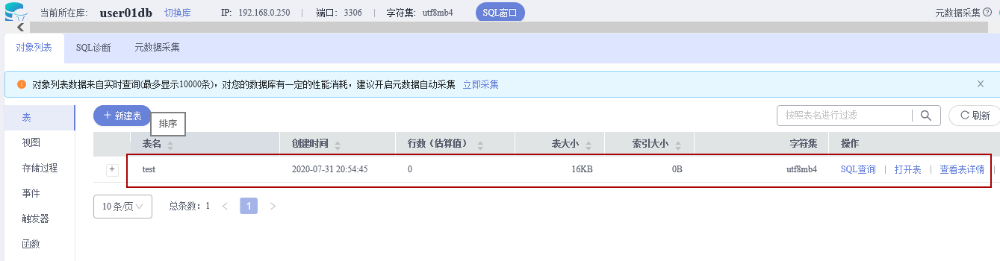 当前所在库: user01db 切换库 IP: 192.168.0.250 | 端口: 3306 | 字符集: utf8mb4 SQL窗口 元数据采集
对象列表 SQL诊断 元数据采集
对象列表数据来自实时查询(最多显示10000条)，对您的数据库有一定的性能消耗，建议开启元数据自动采集 立即采集
表 + 新建表 排序 按照表名进行过滤 刷新
表名 创建时间 行数（估算值） 表大小 索引大小 字符集 操作
视图
test 2020-07-31 20:54:45 0 16KB 0B utf8mb4 SQL查询 | 打开表 | 查看表详情 |
存储过程
事件
10 条/页 总条数: 1 < 1 >
触发器
函数